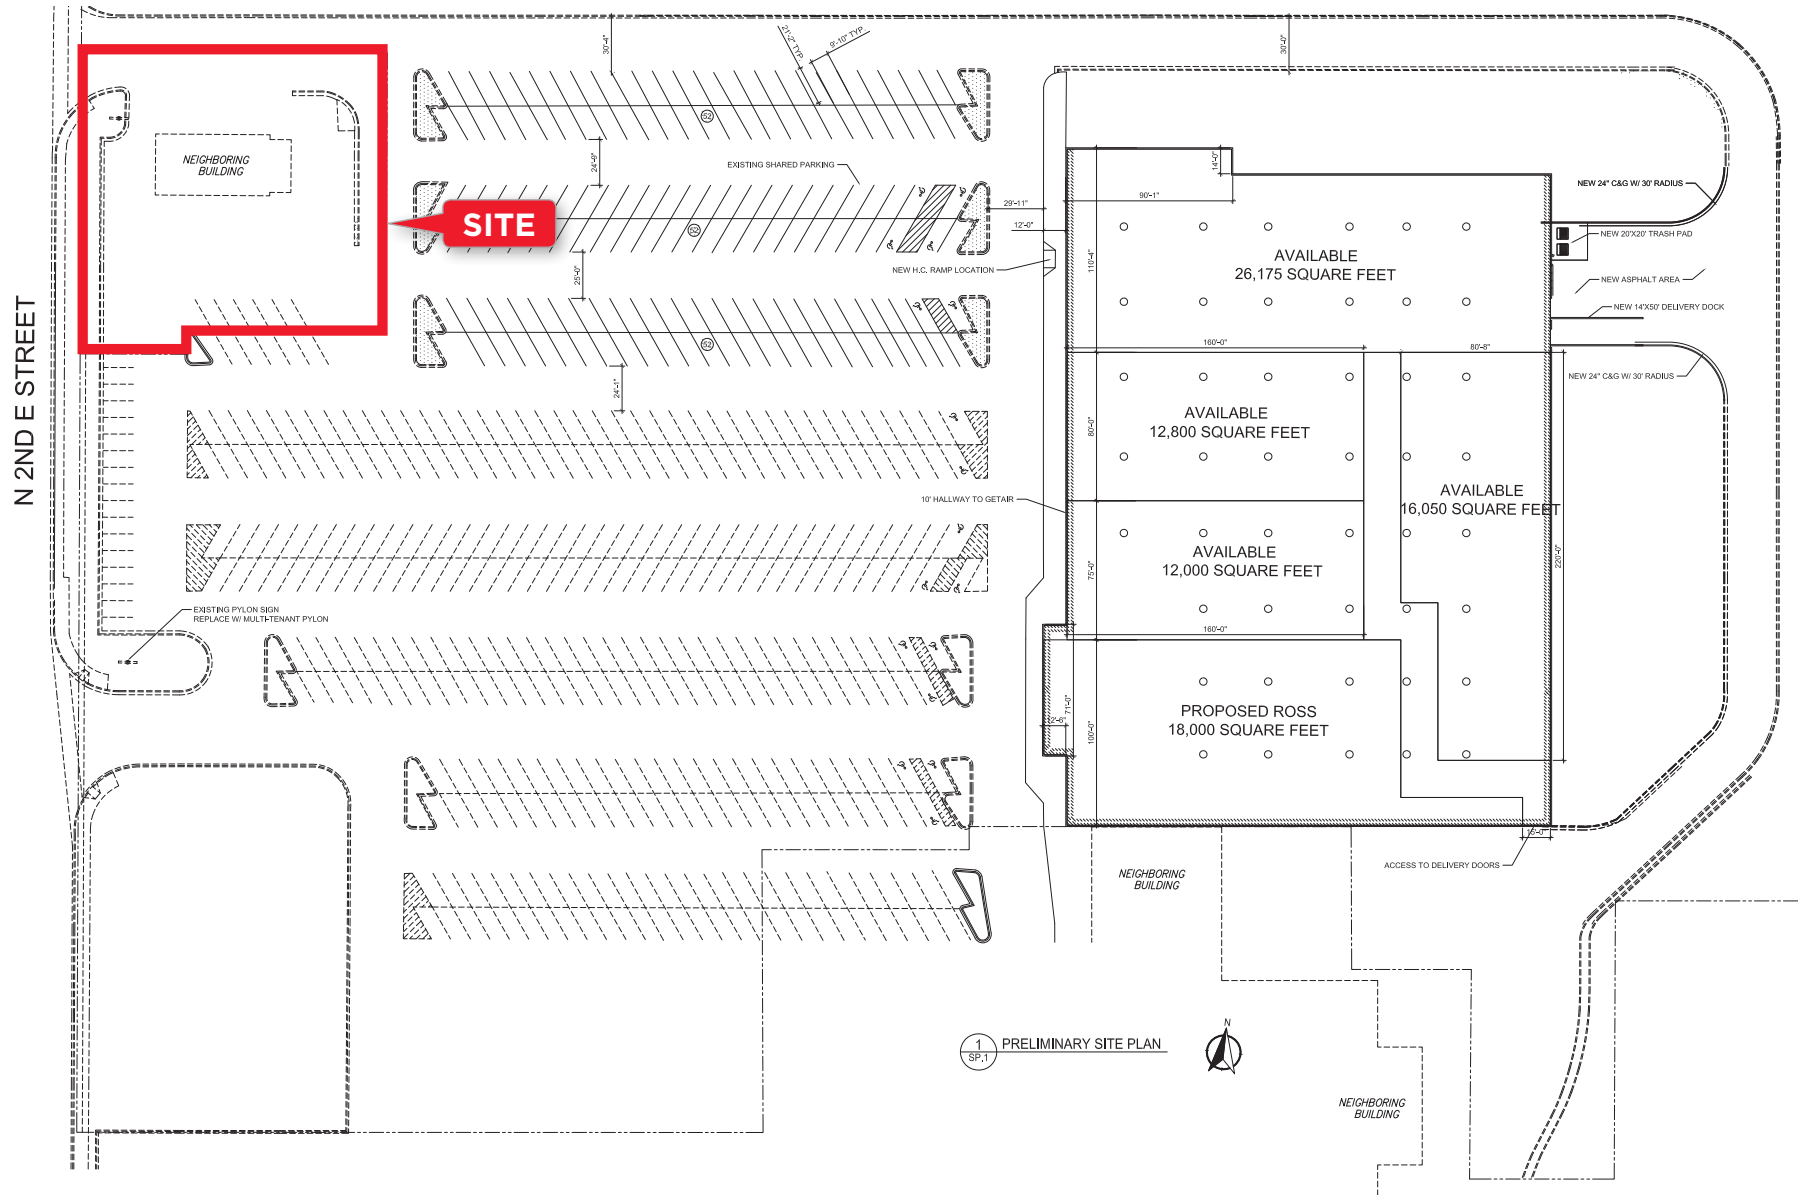 30'-4"
21'-2" TYP.
9'-10" TYP.
30'-0"
52
NEIGHBORING
BUILDING
24'-9"
EXISTING SHARED PARKING
14'-0"
NEW 24" C&G W/ 30' RADIUS
90'-1"
29'-11"
SITE
52
12'-0"
NEW 20'X20' TRASH PAD
AVAILABLE
26,175 SQUARE FEET
110'-4"
NEW H.C. RAMP LOCATION
25'-0"
NEW ASPHALT AREA
NEW 14'X50' DELIVERY DOCK
N 2ND E STREET
52
160'-0"
80'-8"
24'-1"
NEW 24" C&G W/ 30' RADIUS
AVAILABLE
12,800 SQUARE FEET
80'-0"
10' HALLWAY TO GETAIR
AVAILABLE
16,050 SQUARE FEET
AVAILABLE
12,000 SQUARE FEET
75'-0"
220'-0"
EXISTING PYLON SIGN
REPLACE W/ MULTI-TENANT PYLON
160'-0"
71'-0"
PROPOSED ROSS
18,000 SQUARE FEET
2'-6"
100'-0"
15'-0"
ACCESS TO DELIVERY DOORS
NEIGHBORING
BUILDING
N
1
SP.1
PRELIMINARY SITE PLAN
NEIGHBORING
BUILDING